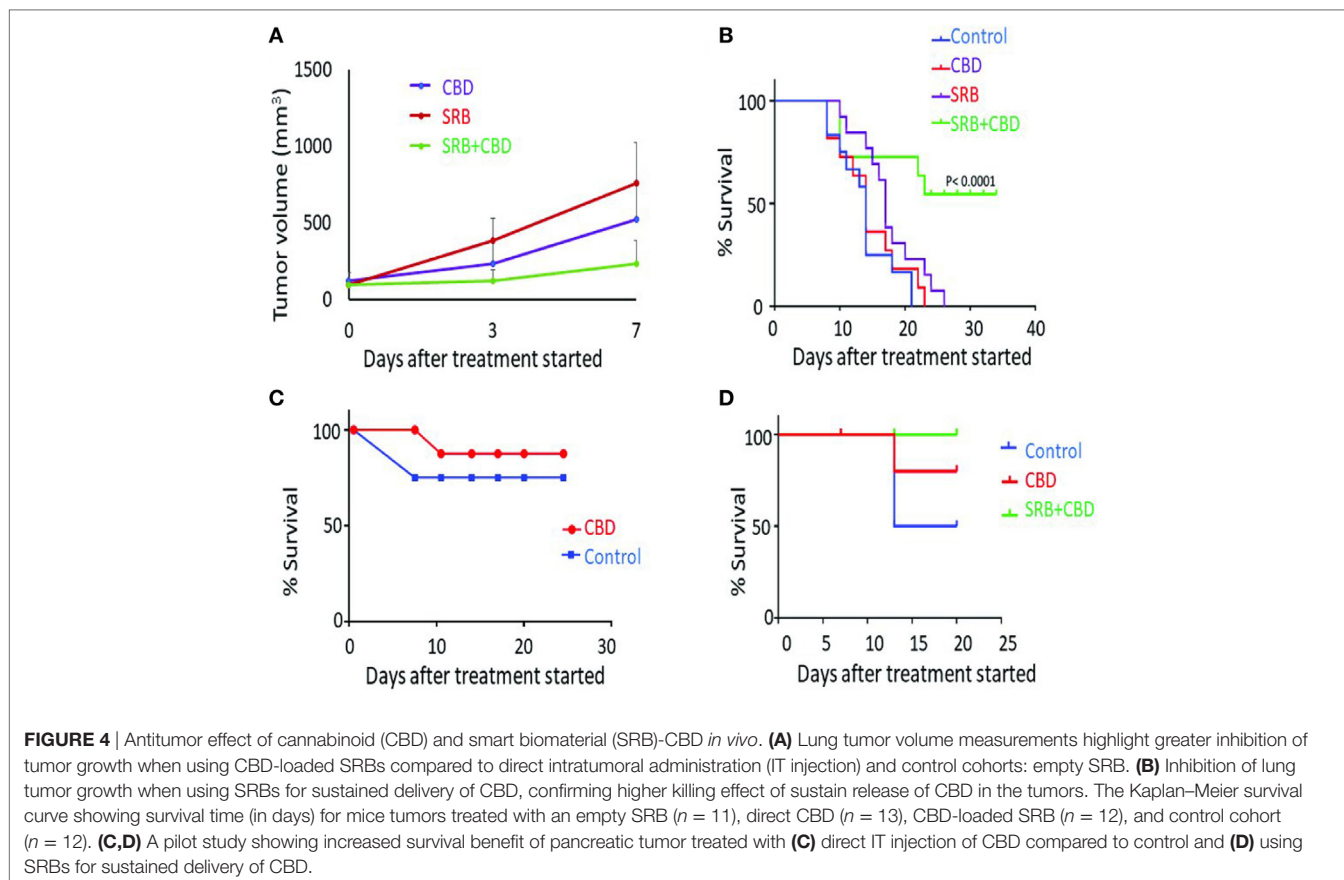 A
1500
1000
500
0
Tumor volume (mm³)
CBD
SRB
SRB+CBD
0 3 7
Days after treatment started
B
Control
CBD
SRB
SRB+CBD
100
50
0
% Survival
P< 0.0001
0 10 20 30 40
Days after treatment started
C
100
50
0
% Survival
CBD
Control
0 10 20 30
Days after treatment started
D
100
50
0
% Survival
Control
CBD
SRB+CBD
0 5 10 15 20 25
Days after treatment started
FIGURE 4 | Antitumor effect of cannabinoid (CBD) and smart biomaterial (SRB)-CBD in vivo. (A) Lung tumor volume measurements highlight greater inhibition of
tumor growth when using CBD-loaded SRBs compared to direct intratumoral administration (IT injection) and control cohorts: empty SRB. (B) Inhibition of lung
tumor growth when using SRBs for sustained delivery of CBD, confirming higher killing effect of sustain release of CBD in the tumors. The Kaplan–Meier survival
curve showing survival time (in days) for mice tumors treated with an empty SRB (n = 11), direct CBD (n = 13), CBD-loaded SRB (n = 12), and control cohort
(n = 12). (C,D) A pilot study showing increased survival benefit of pancreatic tumor treated with (C) direct IT injection of CBD compared to control and (D) using
SRBs for sustained delivery of CBD.